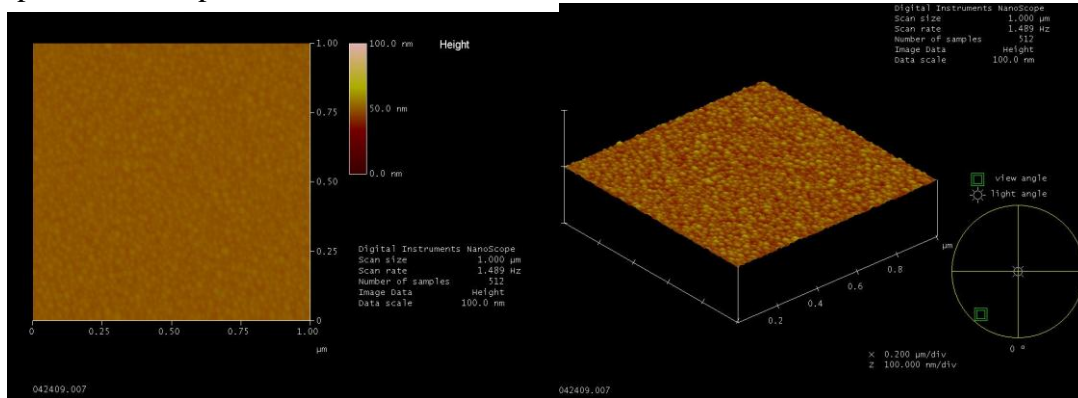 100.0 nm
Height
50.0 nm
0.0 nm
1.00
0.75
0.50
0.25
0
0
0.25
0.50
0.75
1.00
µm
Digital Instruments NanoScope
Scan size 1.000 µm
Scan rate 1.489 Hz
Number of samples 512
Image Data Height
Data scale 100.0 nm
042409.007
Digital Instruments NanoScope
Scan size 1.000 µm
Scan rate 1.489 Hz
Number of samples 512
Image Data Height
Data scale 100.0 nm
view angle
light angle
µm
0.8
0.6
0.4
0.2
0 °
X 0.200 µm/div
Z 100.000 nm/div
042409.007